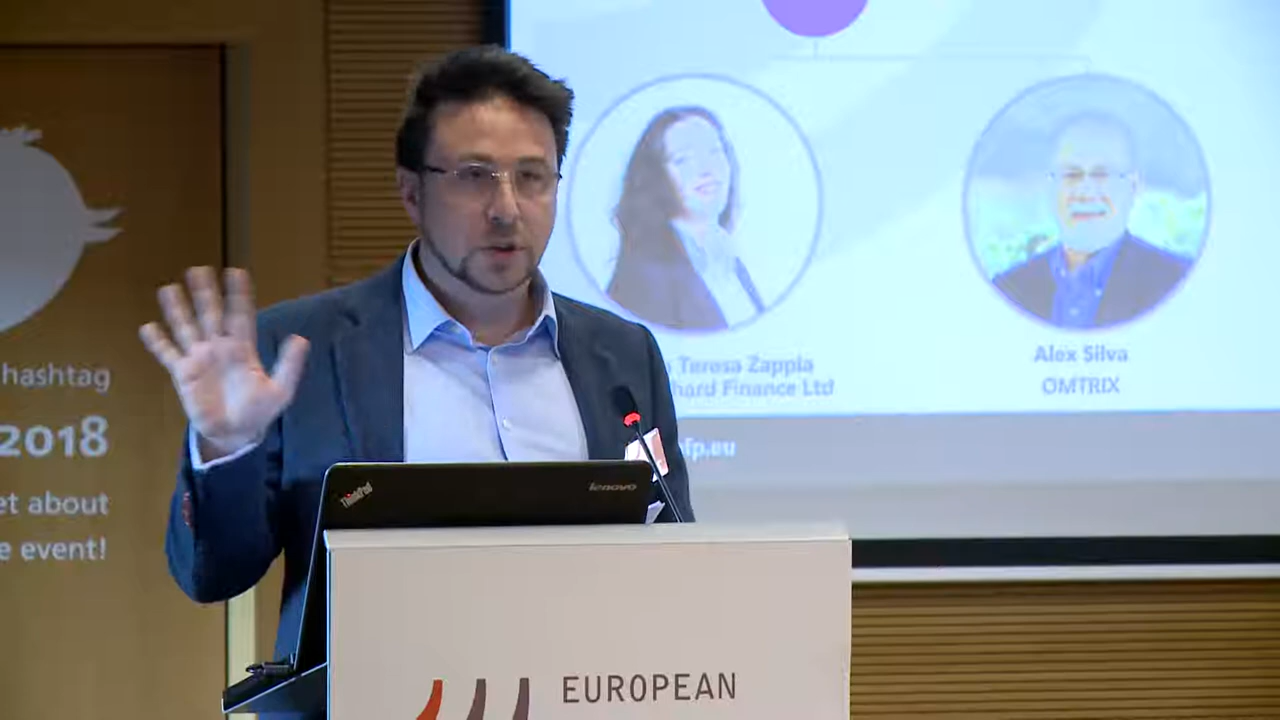 hashtag
2018
et about
e event!
Teresa Zappia
hard Finance Ltd
Alex Silva
OMTRIX
fp.eu
ThinkPad
lenovo
EUROPEAN